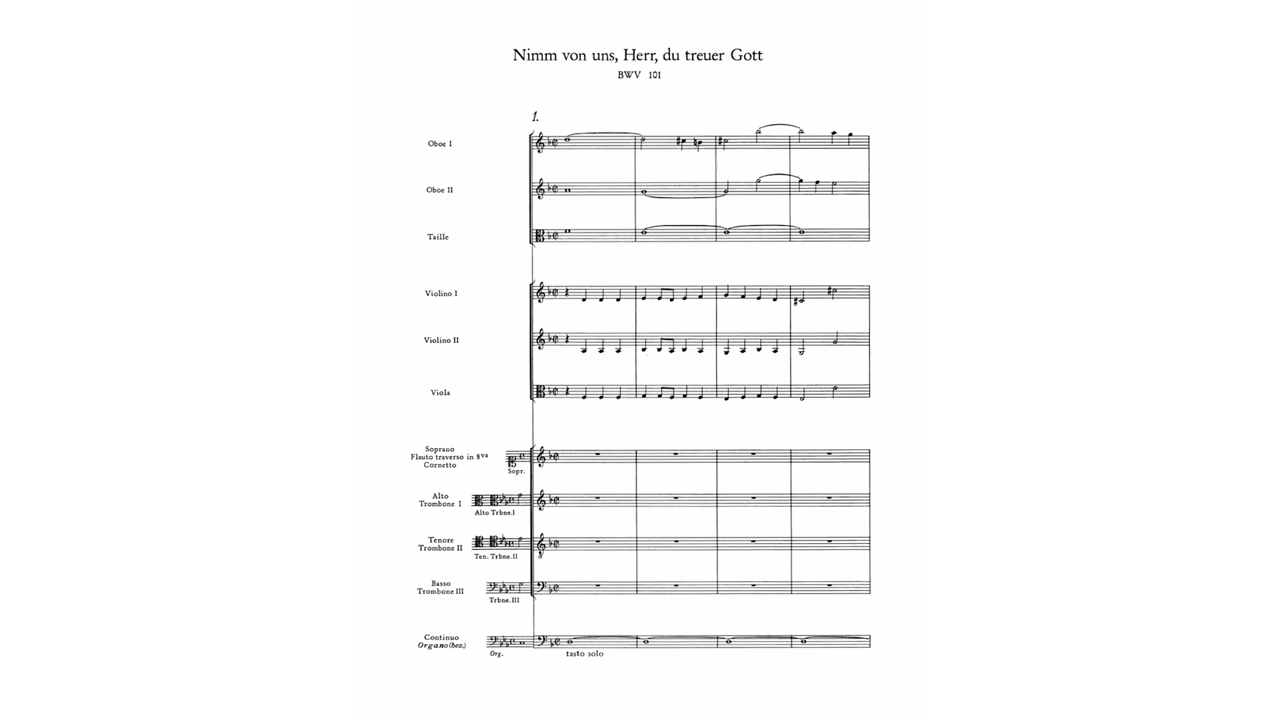 Nimm von uns, Herr, du treuer Gott
BWV 101
1.
Oboe I
Oboe II
Taille
Violino I
Violino II
Viola
Soprano
Flauto traverso in 8va
Cornetto
Sopr.
Alto
Trombone I
Alto Trbne.I
Tenore
Trombone II
Ten. Trbne.II
8
Basso
Trombone III
Trbne.III
Continuo
Organo (bez.)
Org.
tasto solo